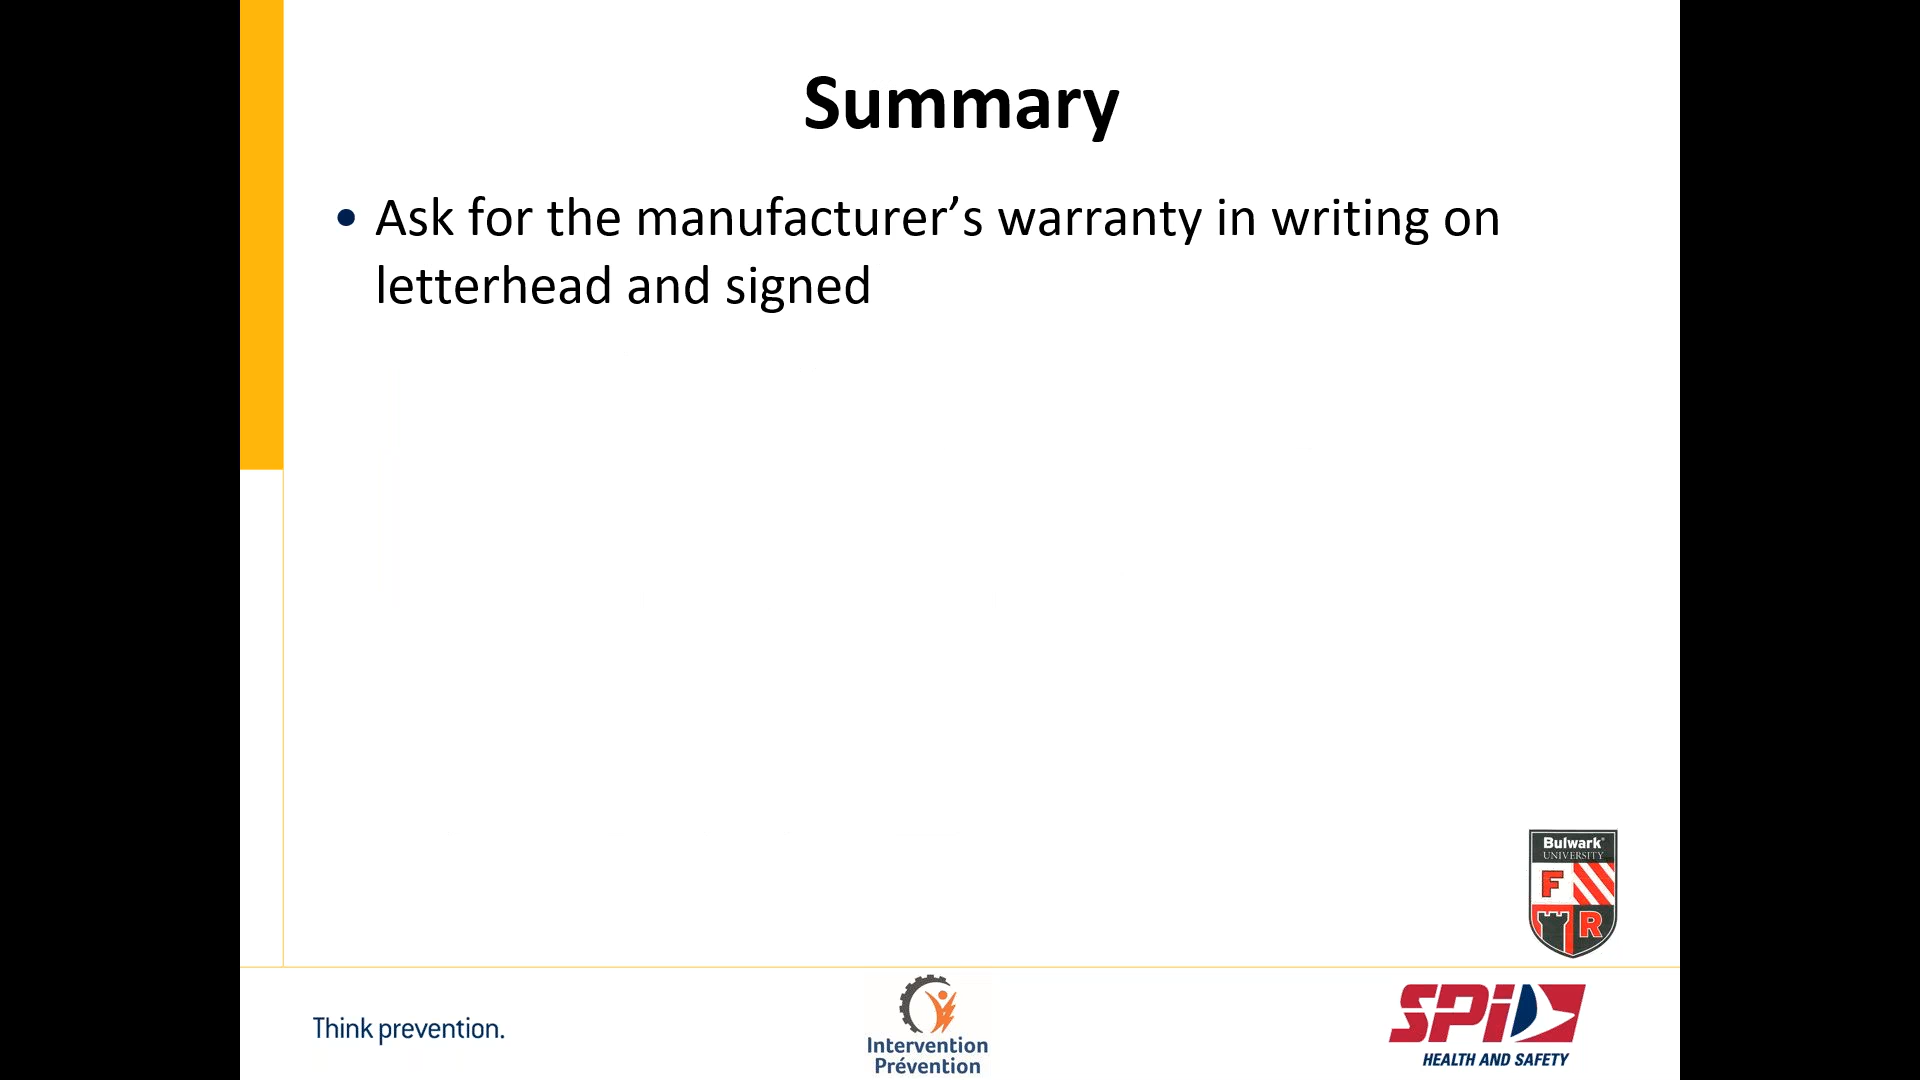 Summary
• Ask for the manufacturer’s warranty in writing on
letterhead and signed
Bulwark®
UNIVERSITY
F
R
Think prevention.
Intervention
Prévention
SPi
HEALTH AND SAFETY